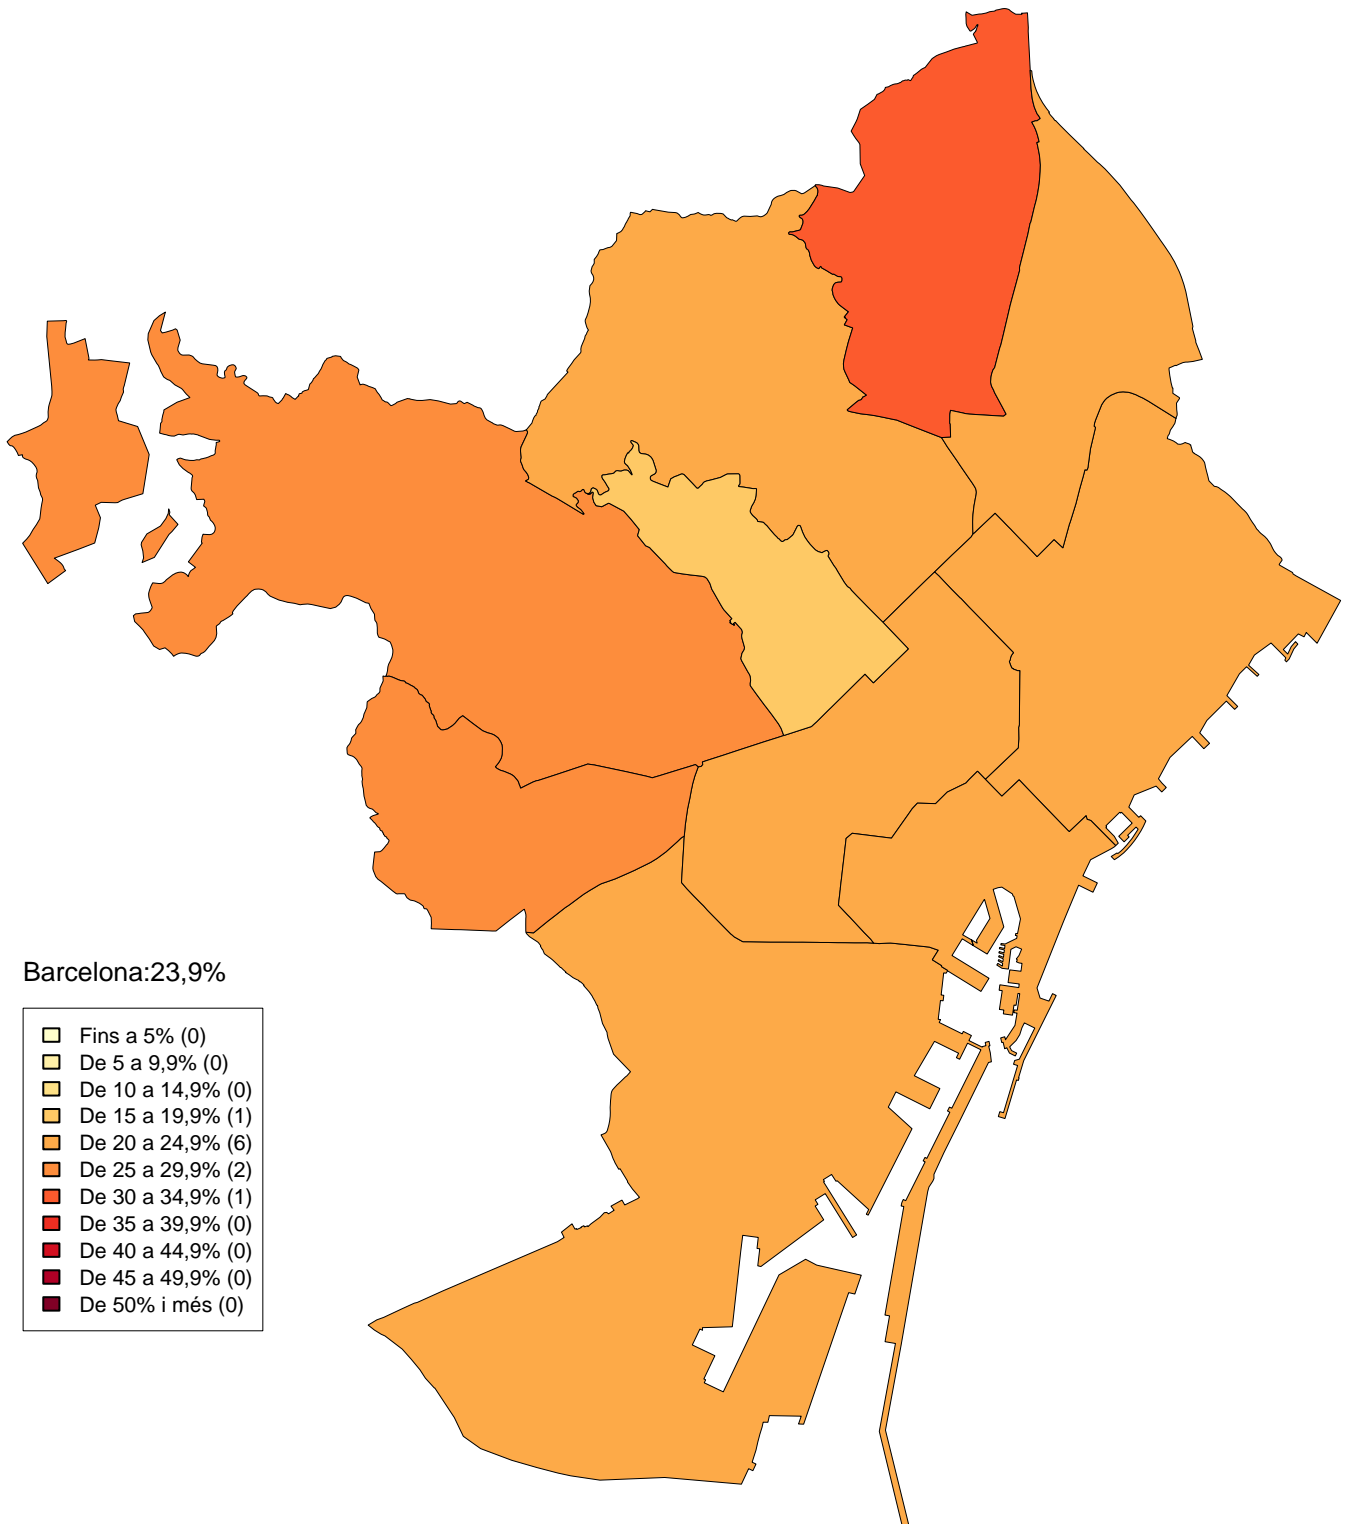 Barcelona:23,9%
Fins a 5% (0)
De 5 a 9,9% (0)
De 10 a 14,9% (0)
De 15 a 19,9% (1)
De 20 a 24,9% (6)
De 25 a 29,9% (2)
De 30 a 34,9% (1)
De 35 a 39,9% (0)
De 40 a 44,9% (0)
De 45 a 49,9% (0)
De 50% i més (0)